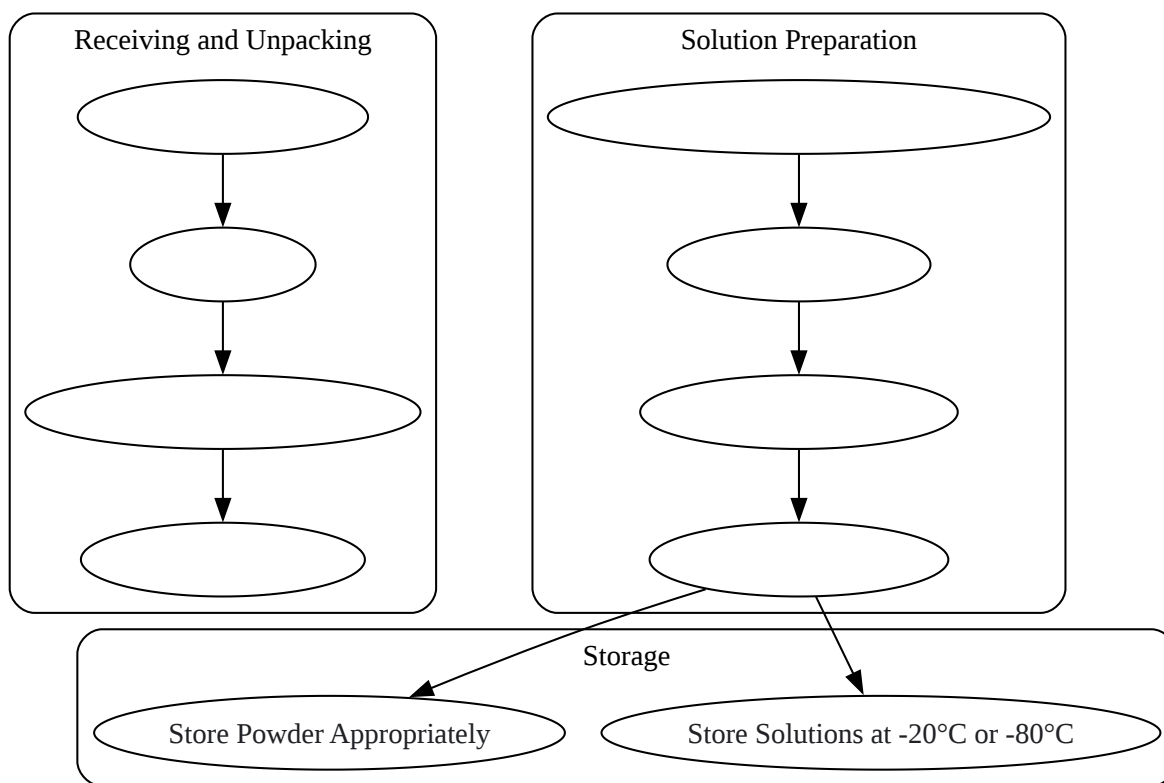 Receiving and Unpacking
Solution Preparation
Storage
Store Powder Appropriately
Store Solutions at -20°C or -80°C